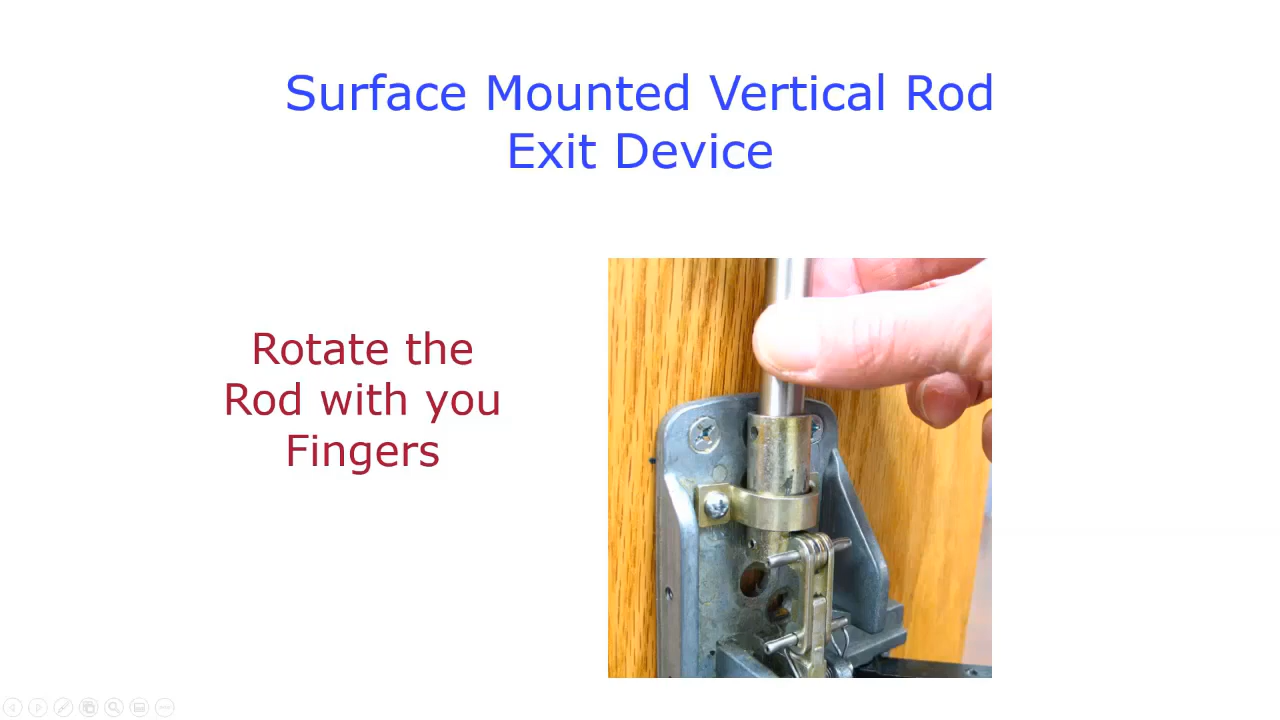 Surface Mounted Vertical Rod
Exit Device
Rotate the
Rod with you
Fingers